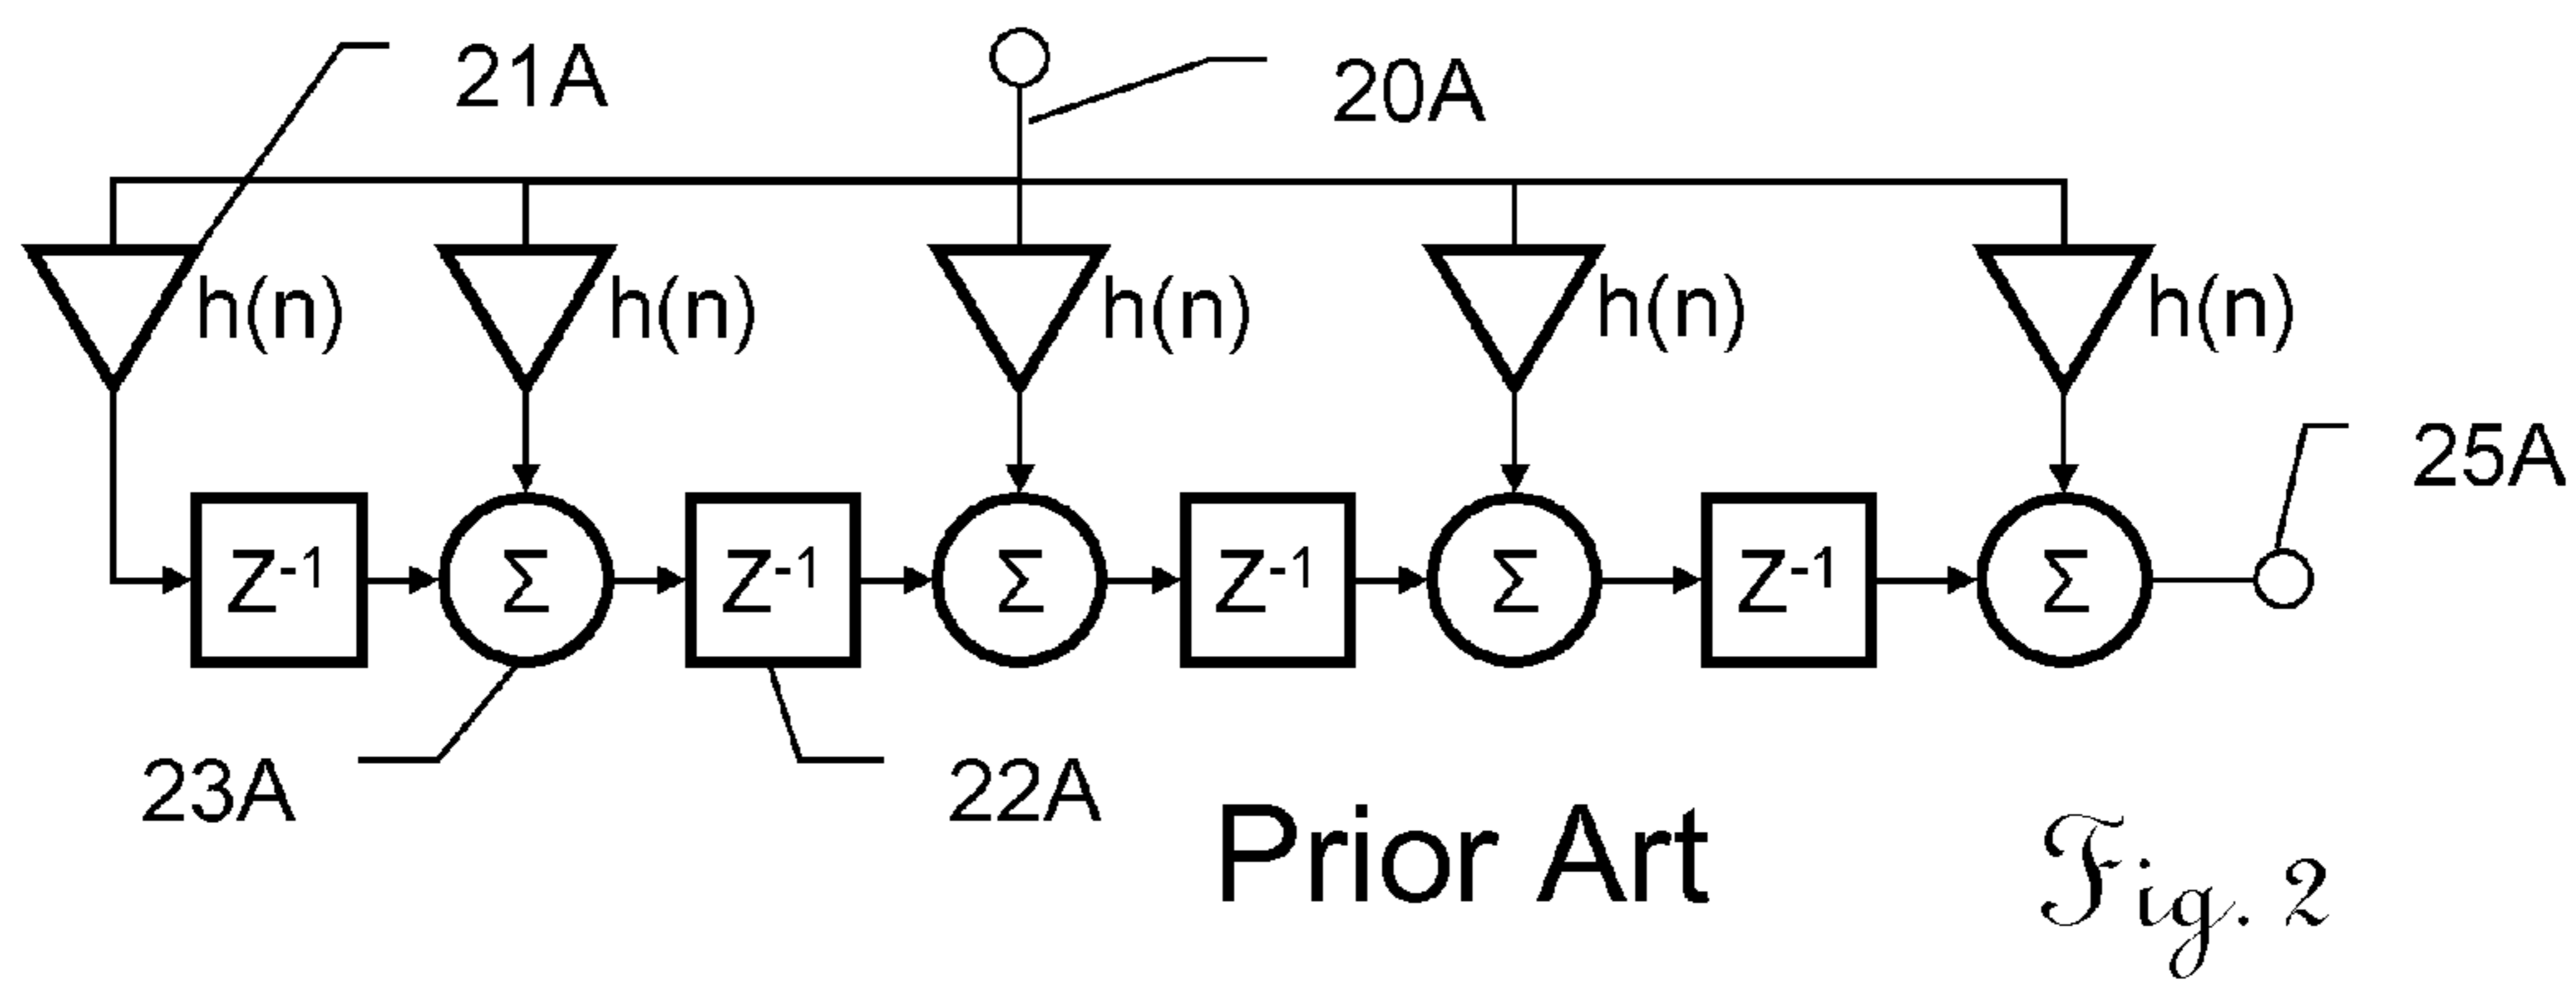 21A
20A
h(n) h(n) h(n) h(n) h(n)
25A
Z⁻¹ Σ Z⁻¹ Σ Z⁻¹ Σ Z⁻¹ Σ
23A
22A
Prior Art
Fig. 2